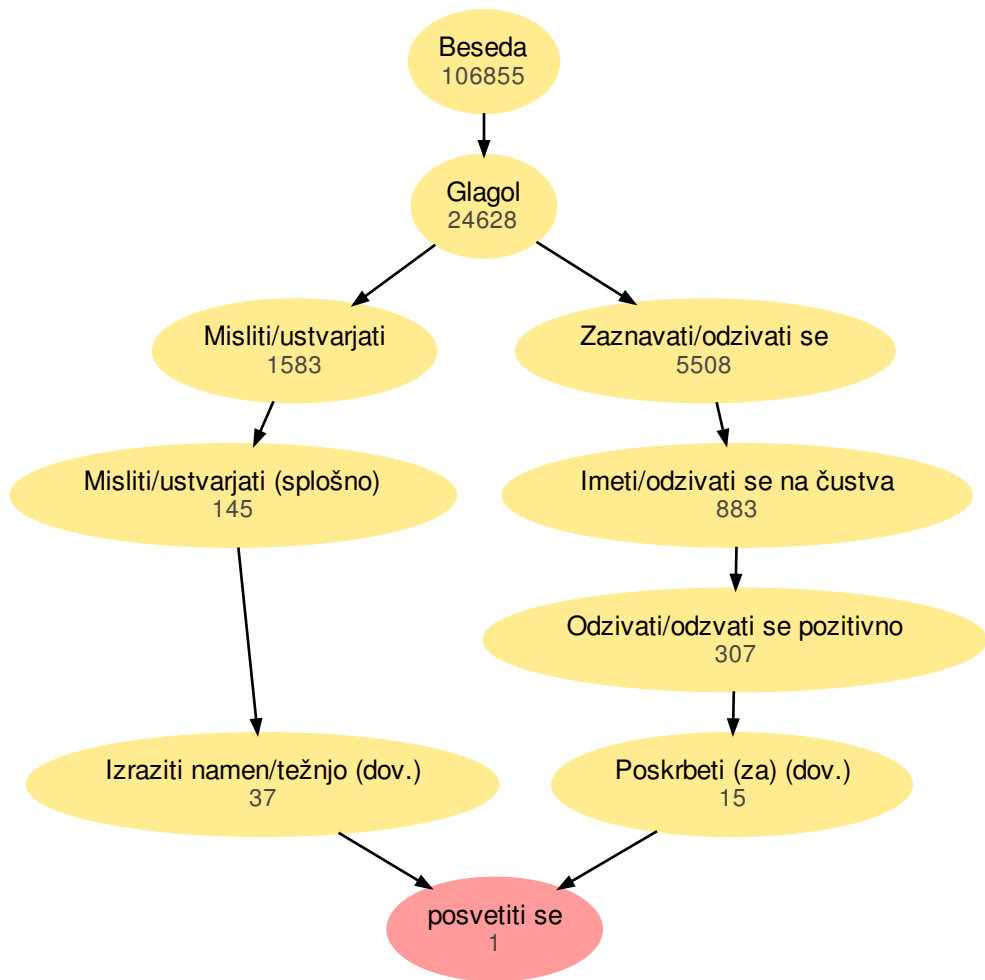 Beseda
106855
Glagol
24628
Misliti/ustvarjati
1583
Zaznavati/odzivati se
5508
Misliti/ustvarjati (splošno)
145
Imeti/odzivati se na čustva
883
Odzivati/odzvati se pozitivno
307
Izraziti namen/težnjo (dov.)
37
Poskrbeti (za) (dov.)
15
posvetiti se
1